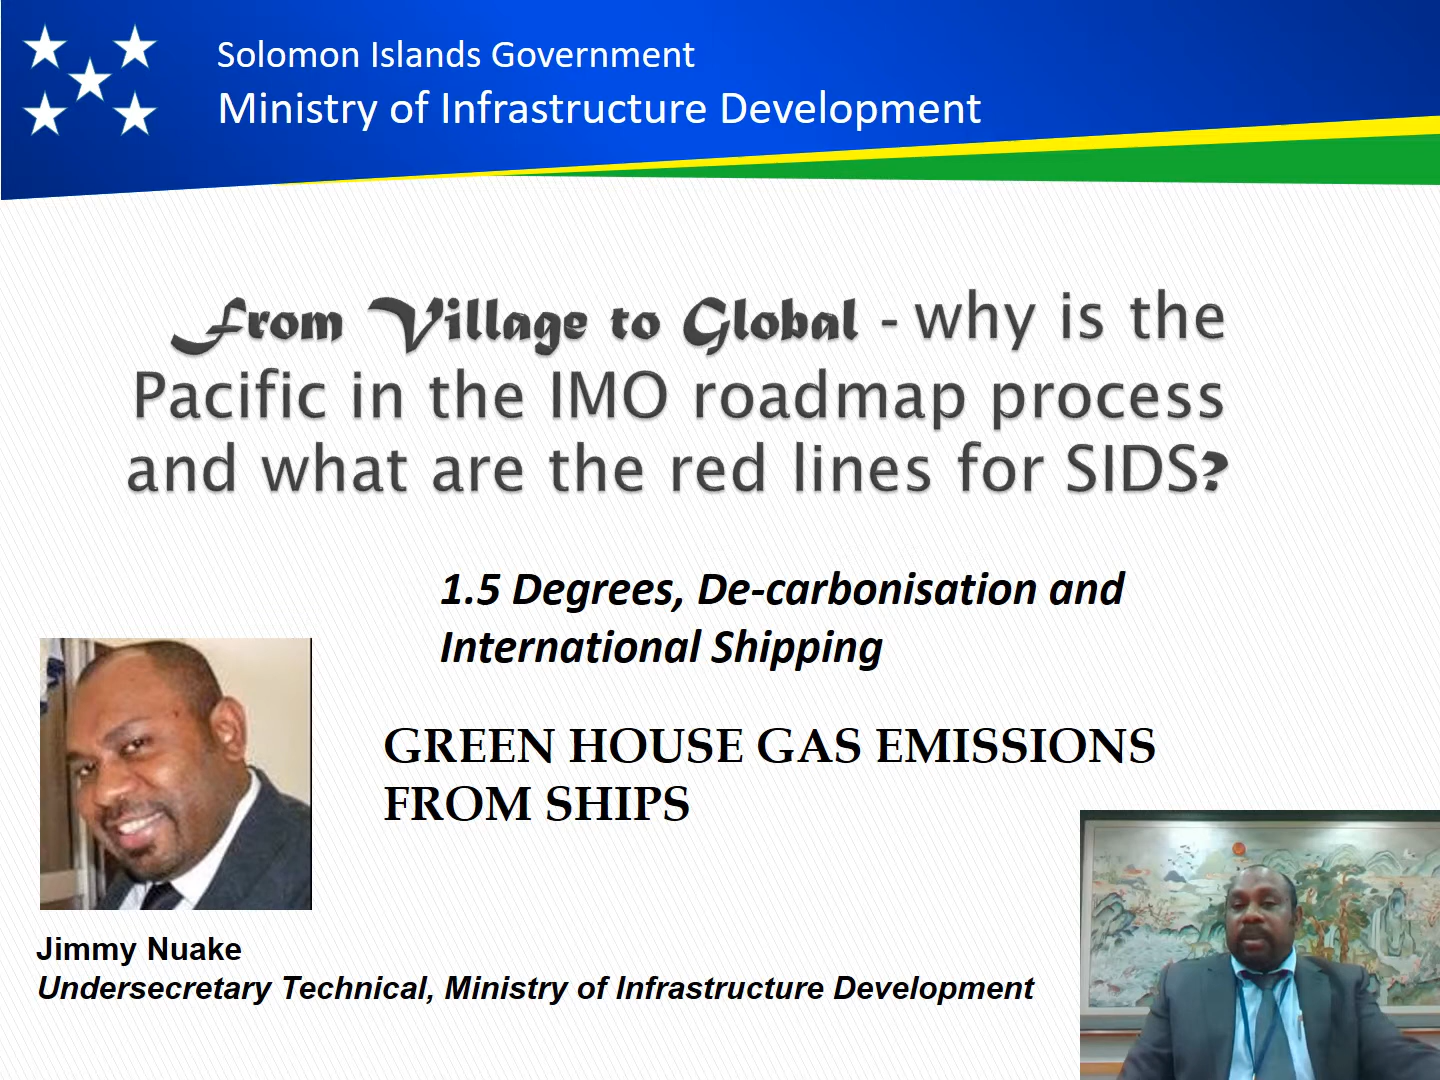 Solomon Islands Government
Ministry of Infrastructure Development
From Village to Global - why is the
Pacific in the IMO roadmap process
and what are the red lines for SIDS?
1.5 Degrees, De-carbonisation and
International Shipping
GREEN HOUSE GAS EMISSIONS
FROM SHIPS
Jimmy Nuake
Undersecretary Technical, Ministry of Infrastructure Development